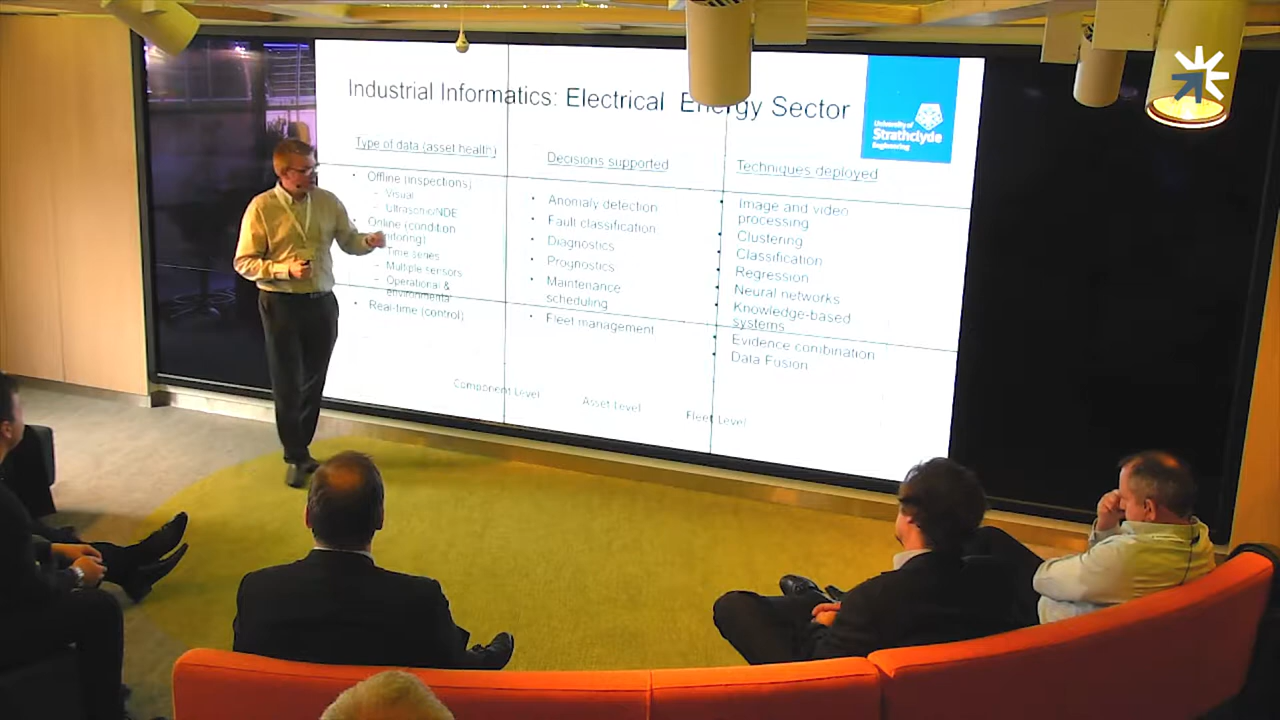 Industrial Informatics: Electrical Energy Sector
University of
Strathclyde
Engineering
Type of data (asset health)
Offline (inspections)
Visual
Ultrasonic/NDE
Online (condition
nitoring)
Time series
Multiple sensors
Operational &
environmental
Real-time (control)
Decisions supported
Anomaly detection
Fault classification
Diagnostics
Prognostics
Maintenance
scheduling
Fleet management
Techniques deployed
Image and video
processing
Clustering
Classification
Regression
Neural networks
Knowledge-based
systems
Evidence combination
Data Fusion
Component Level
Asset Level
Fleet Level